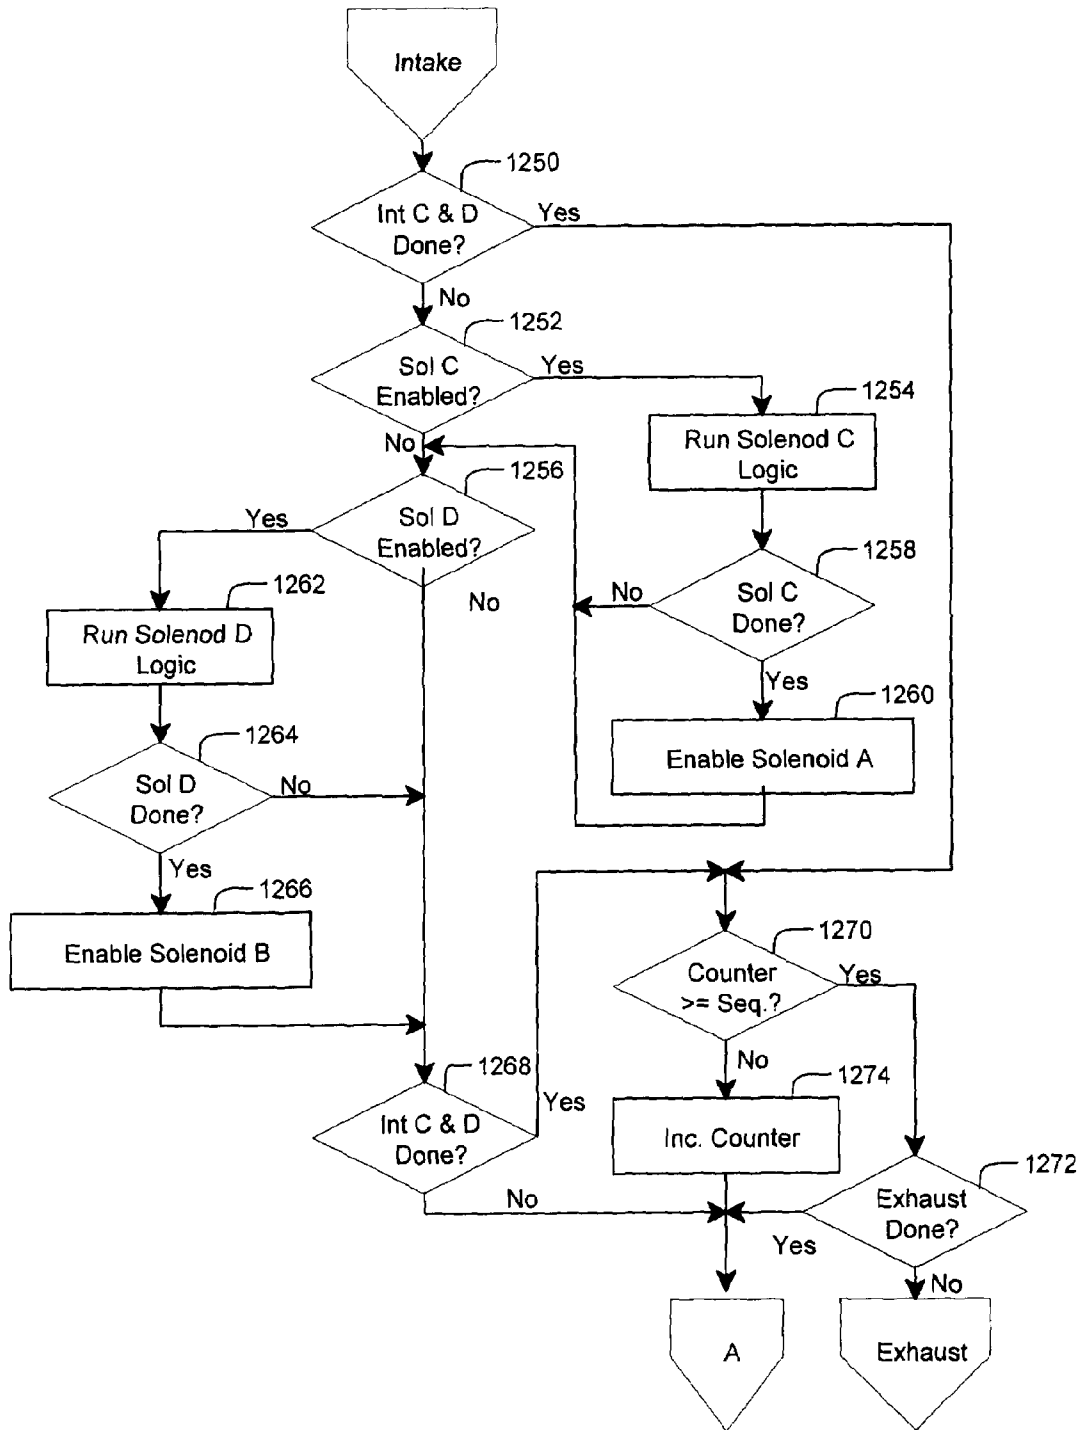 Intake
1250
Int C & D
Done?
Yes
No
1252
Sol C
Enabled?
Yes
1254
Run Solenod C
Logic
No
1256
Sol D
Enabled?
Yes
No
1258
Sol C
Done?
No
Yes
1262
Run Solenod D
Logic
1260
Enable Solenoid A
1264
Sol D
Done?
No
Yes
1266
Enable Solenoid B
1270
Counter
>= Seq.?
Yes
No
1268
Int C & D
Done?
Yes
No
1274
Inc. Counter
1272
Exhaust
Done?
Yes
No
A
Exhaust